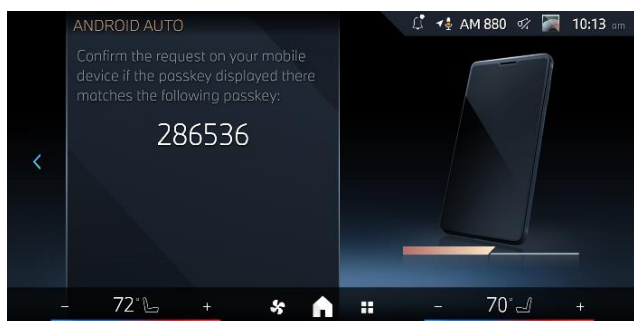 ANDROID AUTO
AM 880
10:13 am
Confirm the request on your mobile
device if the passkey displayed there
matches the following passkey:
286536
- 72° +
- 70° +